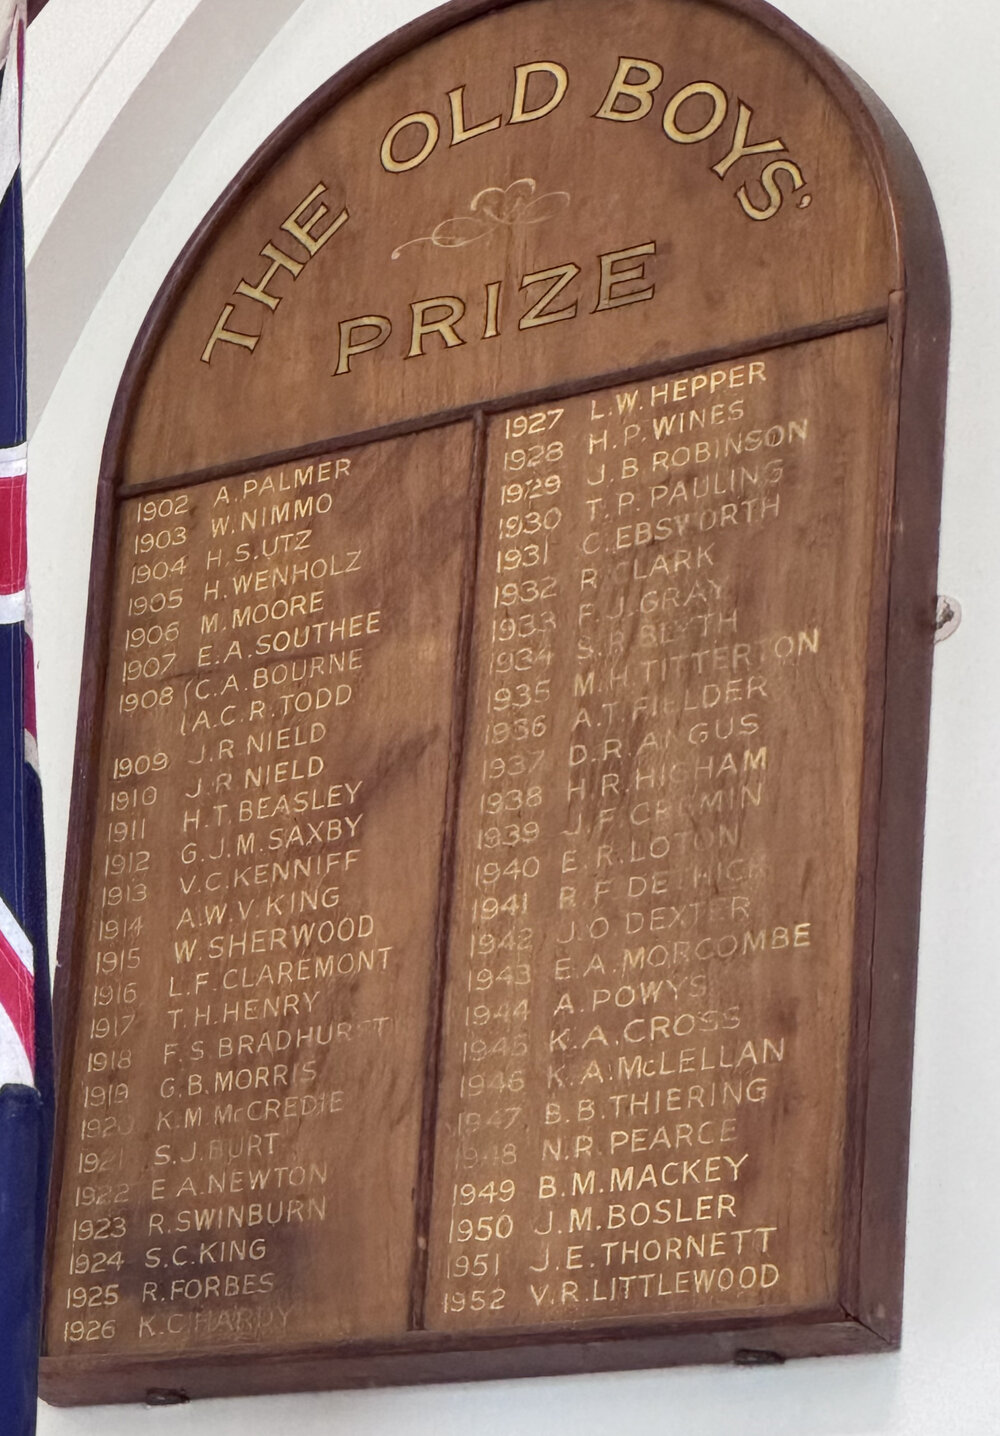 THE OLD BOYS'
PRIZE
1902 A.PALMER
1903 W.NIMMO
1904 H.S.UTZ
1905 H.WENHOLZ
1906 M.MOORE
1907 E.A.SOUTHEE
1908 (C.A.BOURNE
(A.C.R.TODD
1909 J.R NIELD
1910 J.R NIELD
1911 H.T.BEASLEY
1912 G.J.M.SAXBY
1913 V.C.KENNIFF
1914 A.W.V.KING
1915 W.SHERWOOD
1916 L.F.CLAREMONT
1917 T.H.HENRY
1918 F.S BRADHURST
1919 G.B.MORRIS
1920 K.M McCREDIE
1921 S.J.BURT
1922 E A.NEWTON
1923 R.SWINBURN
1924 S.C.KING
1925 R.FORBES
1926 K.C HARDY
1927 L.W.HEPPER
1928 H.P.WINES
1929 J.B.ROBINSON
1930 T.P.PAULING
1931 C.EBSWORTH
1932 R.CLARK
1933 F.J.GRAY
1934 S.R BLYTH
1935 M.H.TITTERTON
1936 A.T.FIELDER
1937 D.R.ANGUS
1938 H.R.HIGHAM
1939 J.F.CREMIN
1940 E.R.LOTON
1941 R F DETHICK
1942 J.O DEXTER
1943 E.A.MORCOMBE
1944 A.POWYS
1945 K.A.CROSS
1946 K.A.McLELLAN
1947 B.B.THIERING
1948 N.R.PEARCE
1949 B.M.MACKEY
1950 J.M.BOSLER
1951 J.E.THORNETT
1952 V.R.LITTLEWOOD